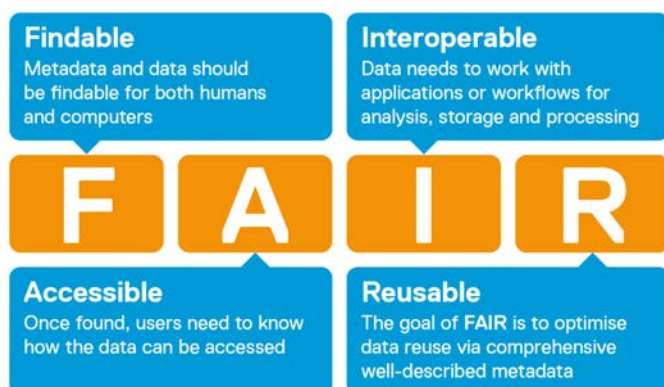 Findable
Metadata and data should
be findable for both humans
and computers
Interoperable
Data needs to work with
applications or workflows for
analysis, storage and processing
F A I R
Accessible
Once found, users need to know
how the data can be accessed
Reusable
The goal of FAIR is to optimise
data reuse via comprehensive
well-described metadata